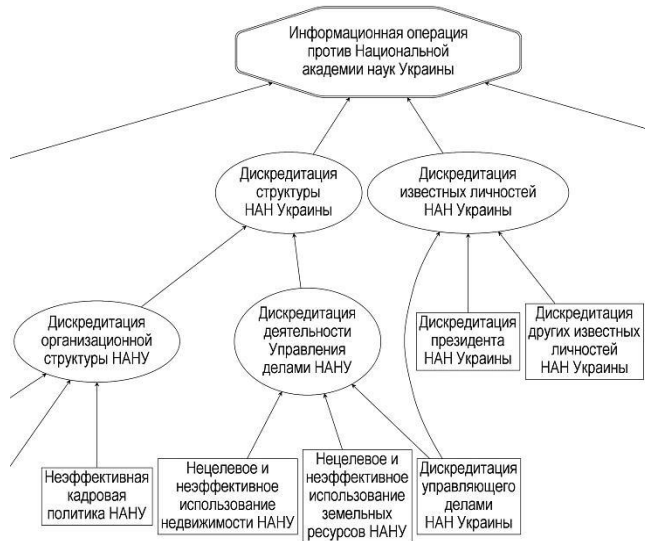 Информационная операция
против Национальной
академии наук Украины
Дискредитация
структуры
НАН Украины
Дискредитация
известных личностей
НАН Украины
Дискредитация
организационной
структуры НАНУ
Дискредитация
деятельности
Управления
делами НАНУ
Дискредитация
президента
НАН Украины
Дискредитация
других известных
личностей
НАН Украины
Неэффективная
кадровая
политика НАНУ
Нецелевое и
неэффективное
использование
недвижимости НАНУ
Нецелевое и
неэффективное
использование
земельных
ресурсов НАНУ
Дискредитация
управляющего
делами
НАН Украины